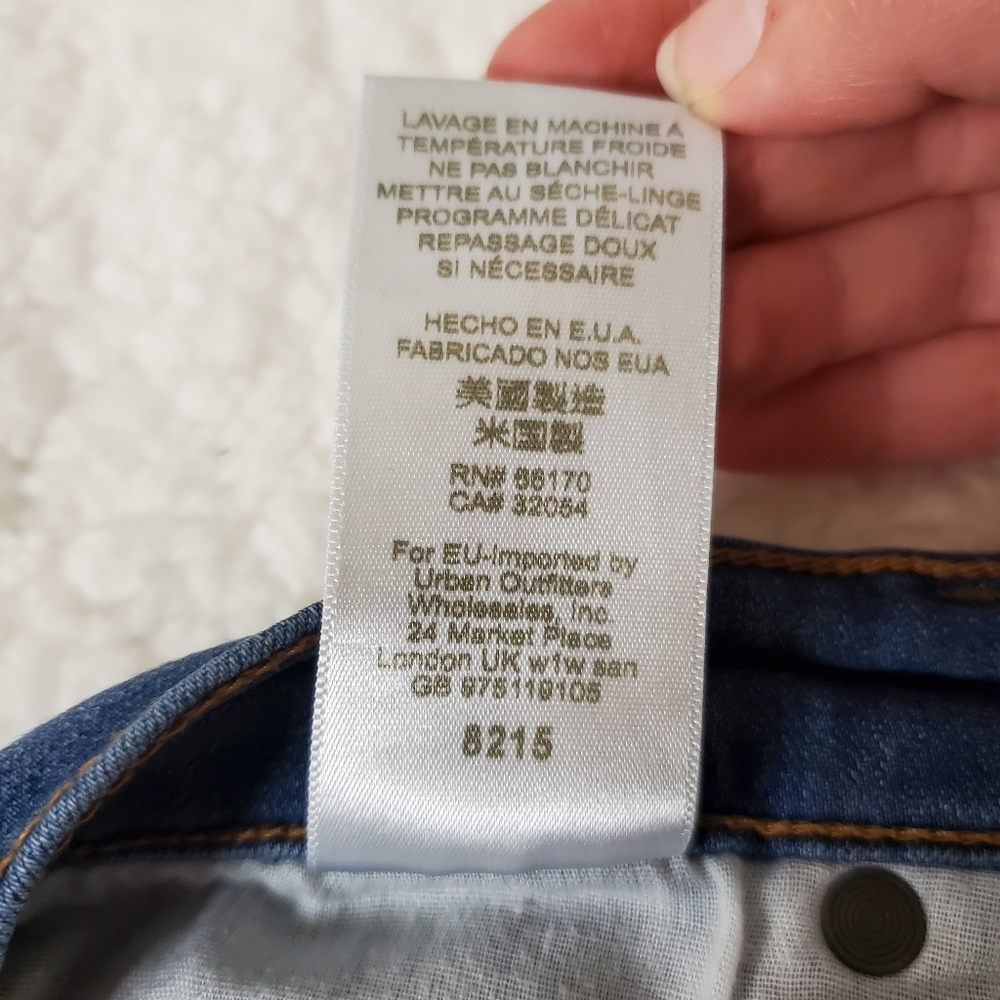 LAVAGE EN MACHINE À
TEMPÉRATURE FROIDE
NE PAS BLANCHIR
METTRE AU SÉCHE-LINGE
PROGRAMME DÉLICAT
REPASSAGE DOUX
SI NÉCESSAIRE
HECHO EN E.U.A.
FABRICADO NOS EUA
美國製造
米国製
RN# 66170
CA# 32054
For EU-Imported by
Urban Outfitters
Wholesales, Inc
24 Market Place
London UK w1w 8an
GB 975119105
8215